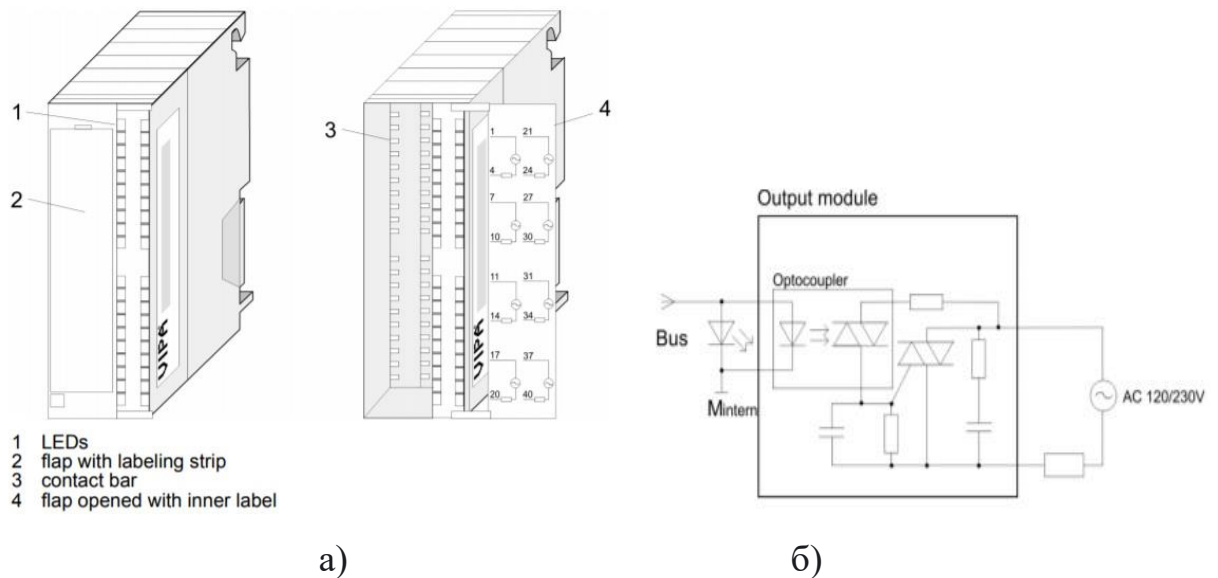 1
2
3
4
VIPA
VIPA
1 21
4 24
7 27
10 30
11 31
14 34
17 37
20 40
1 LEDs
2 flap with labeling strip
3 contact bar
4 flap opened with inner label
Output module
Optocoupler
Bus
Mintern
AC 120/230V
а)
б)